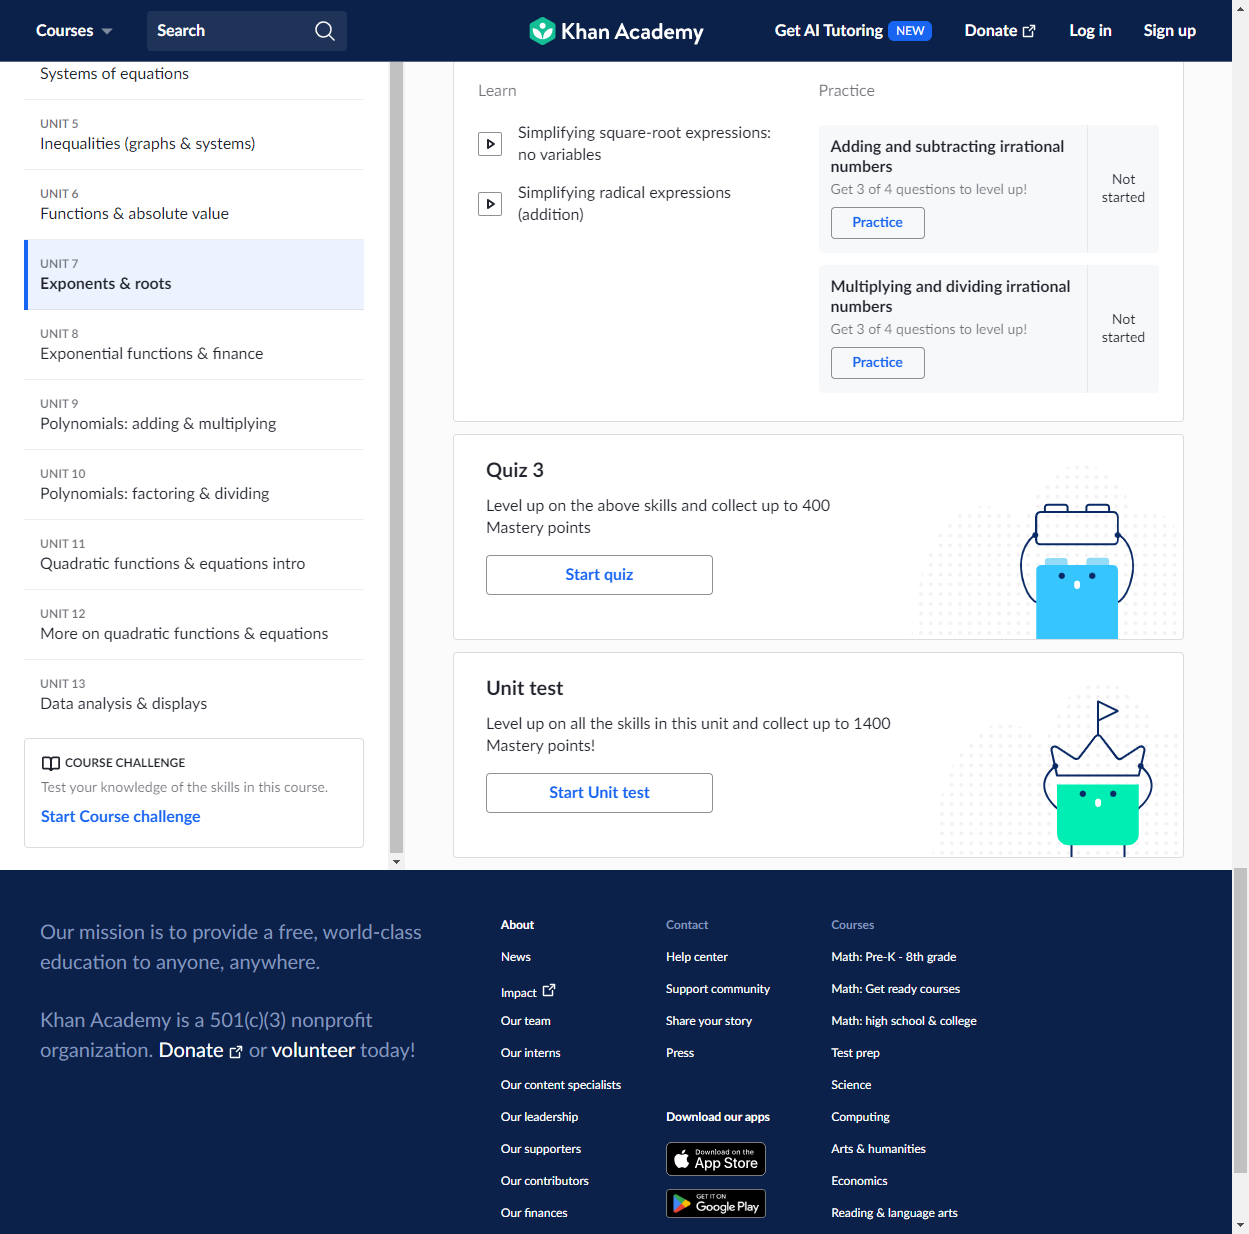 Courses
Search
Khan Academy
Get AI Tutoring NEW
Donate
Log in
Sign up
Systems of equations
UNIT 5
Inequalities (graphs & systems)
UNIT 6
Functions & absolute value
UNIT 7
Exponents & roots
UNIT 8
Exponential functions & finance
UNIT 9
Polynomials: adding & multiplying
UNIT 10
Polynomials: factoring & dividing
UNIT 11
Quadratic functions & equations intro
UNIT 12
More on quadratic functions & equations
UNIT 13
Data analysis & displays
COURSE CHALLENGE
Test your knowledge of the skills in this course.
Start Course challenge
Learn
Simplifying square-root expressions:
no variables
Simplifying radical expressions
(addition)
Practice
Adding and subtracting irrational
numbers
Get 3 of 4 questions to level up!
Practice
Not
started
Multiplying and dividing irrational
numbers
Get 3 of 4 questions to level up!
Practice
Not
started
Quiz 3
Level up on the above skills and collect up to 400
Mastery points
Start quiz
Unit test
Level up on all the skills in this unit and collect up to 1400
Mastery points!
Start Unit test
Our mission is to provide a free, world-class
education to anyone, anywhere.
Khan Academy is a 501(c)(3) nonprofit
organization. Donate or volunteer today!
About
News
Impact
Our team
Our interns
Our content specialists
Our leadership
Our supporters
Our contributors
Our finances
Contact
Help center
Support community
Share your story
Press
Download our apps
Download on the
App Store
GET IT ON
Google Play
Courses
Math: Pre-K - 8th grade
Math: Get ready courses
Math: high school & college
Test prep
Science
Computing
Arts & humanities
Economics
Reading & language arts